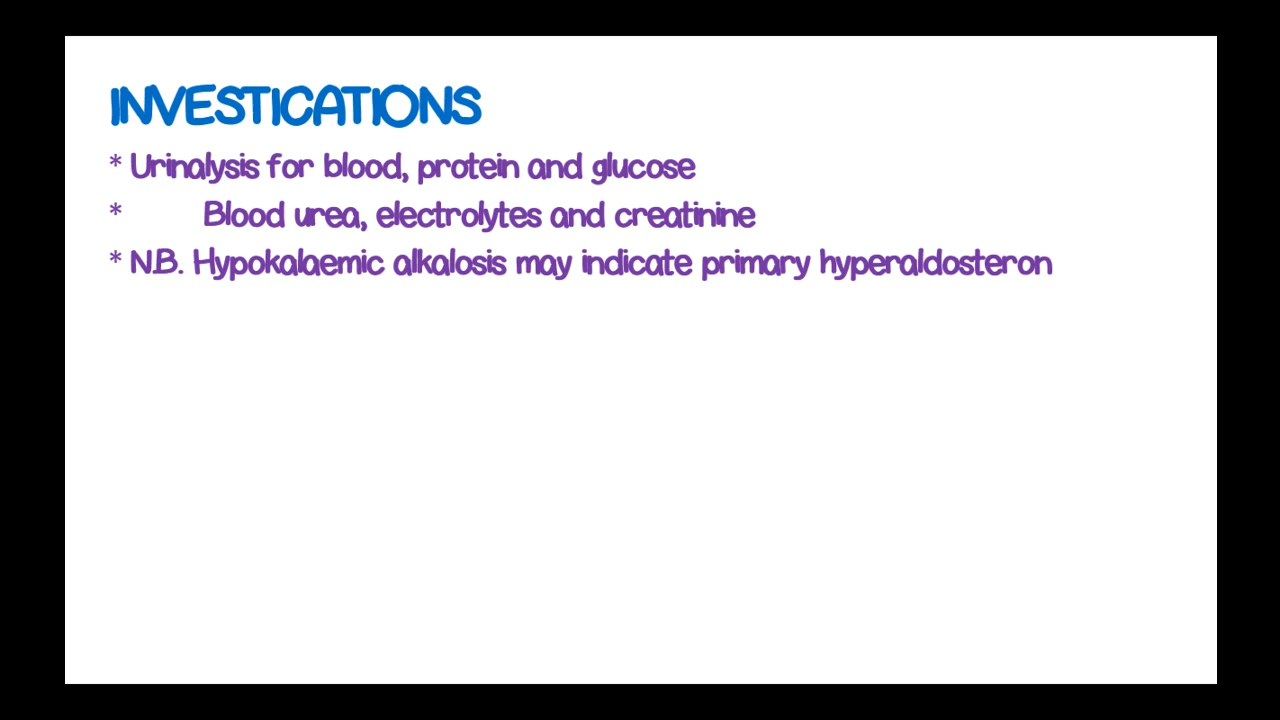 INVESTICATIONS
* Urinalysis for blood, protein and glucose
* Blood urea, electrolytes and creatinine
* N.B. Hypokalaemic alkalosis may indicate primary hyperaldosteron